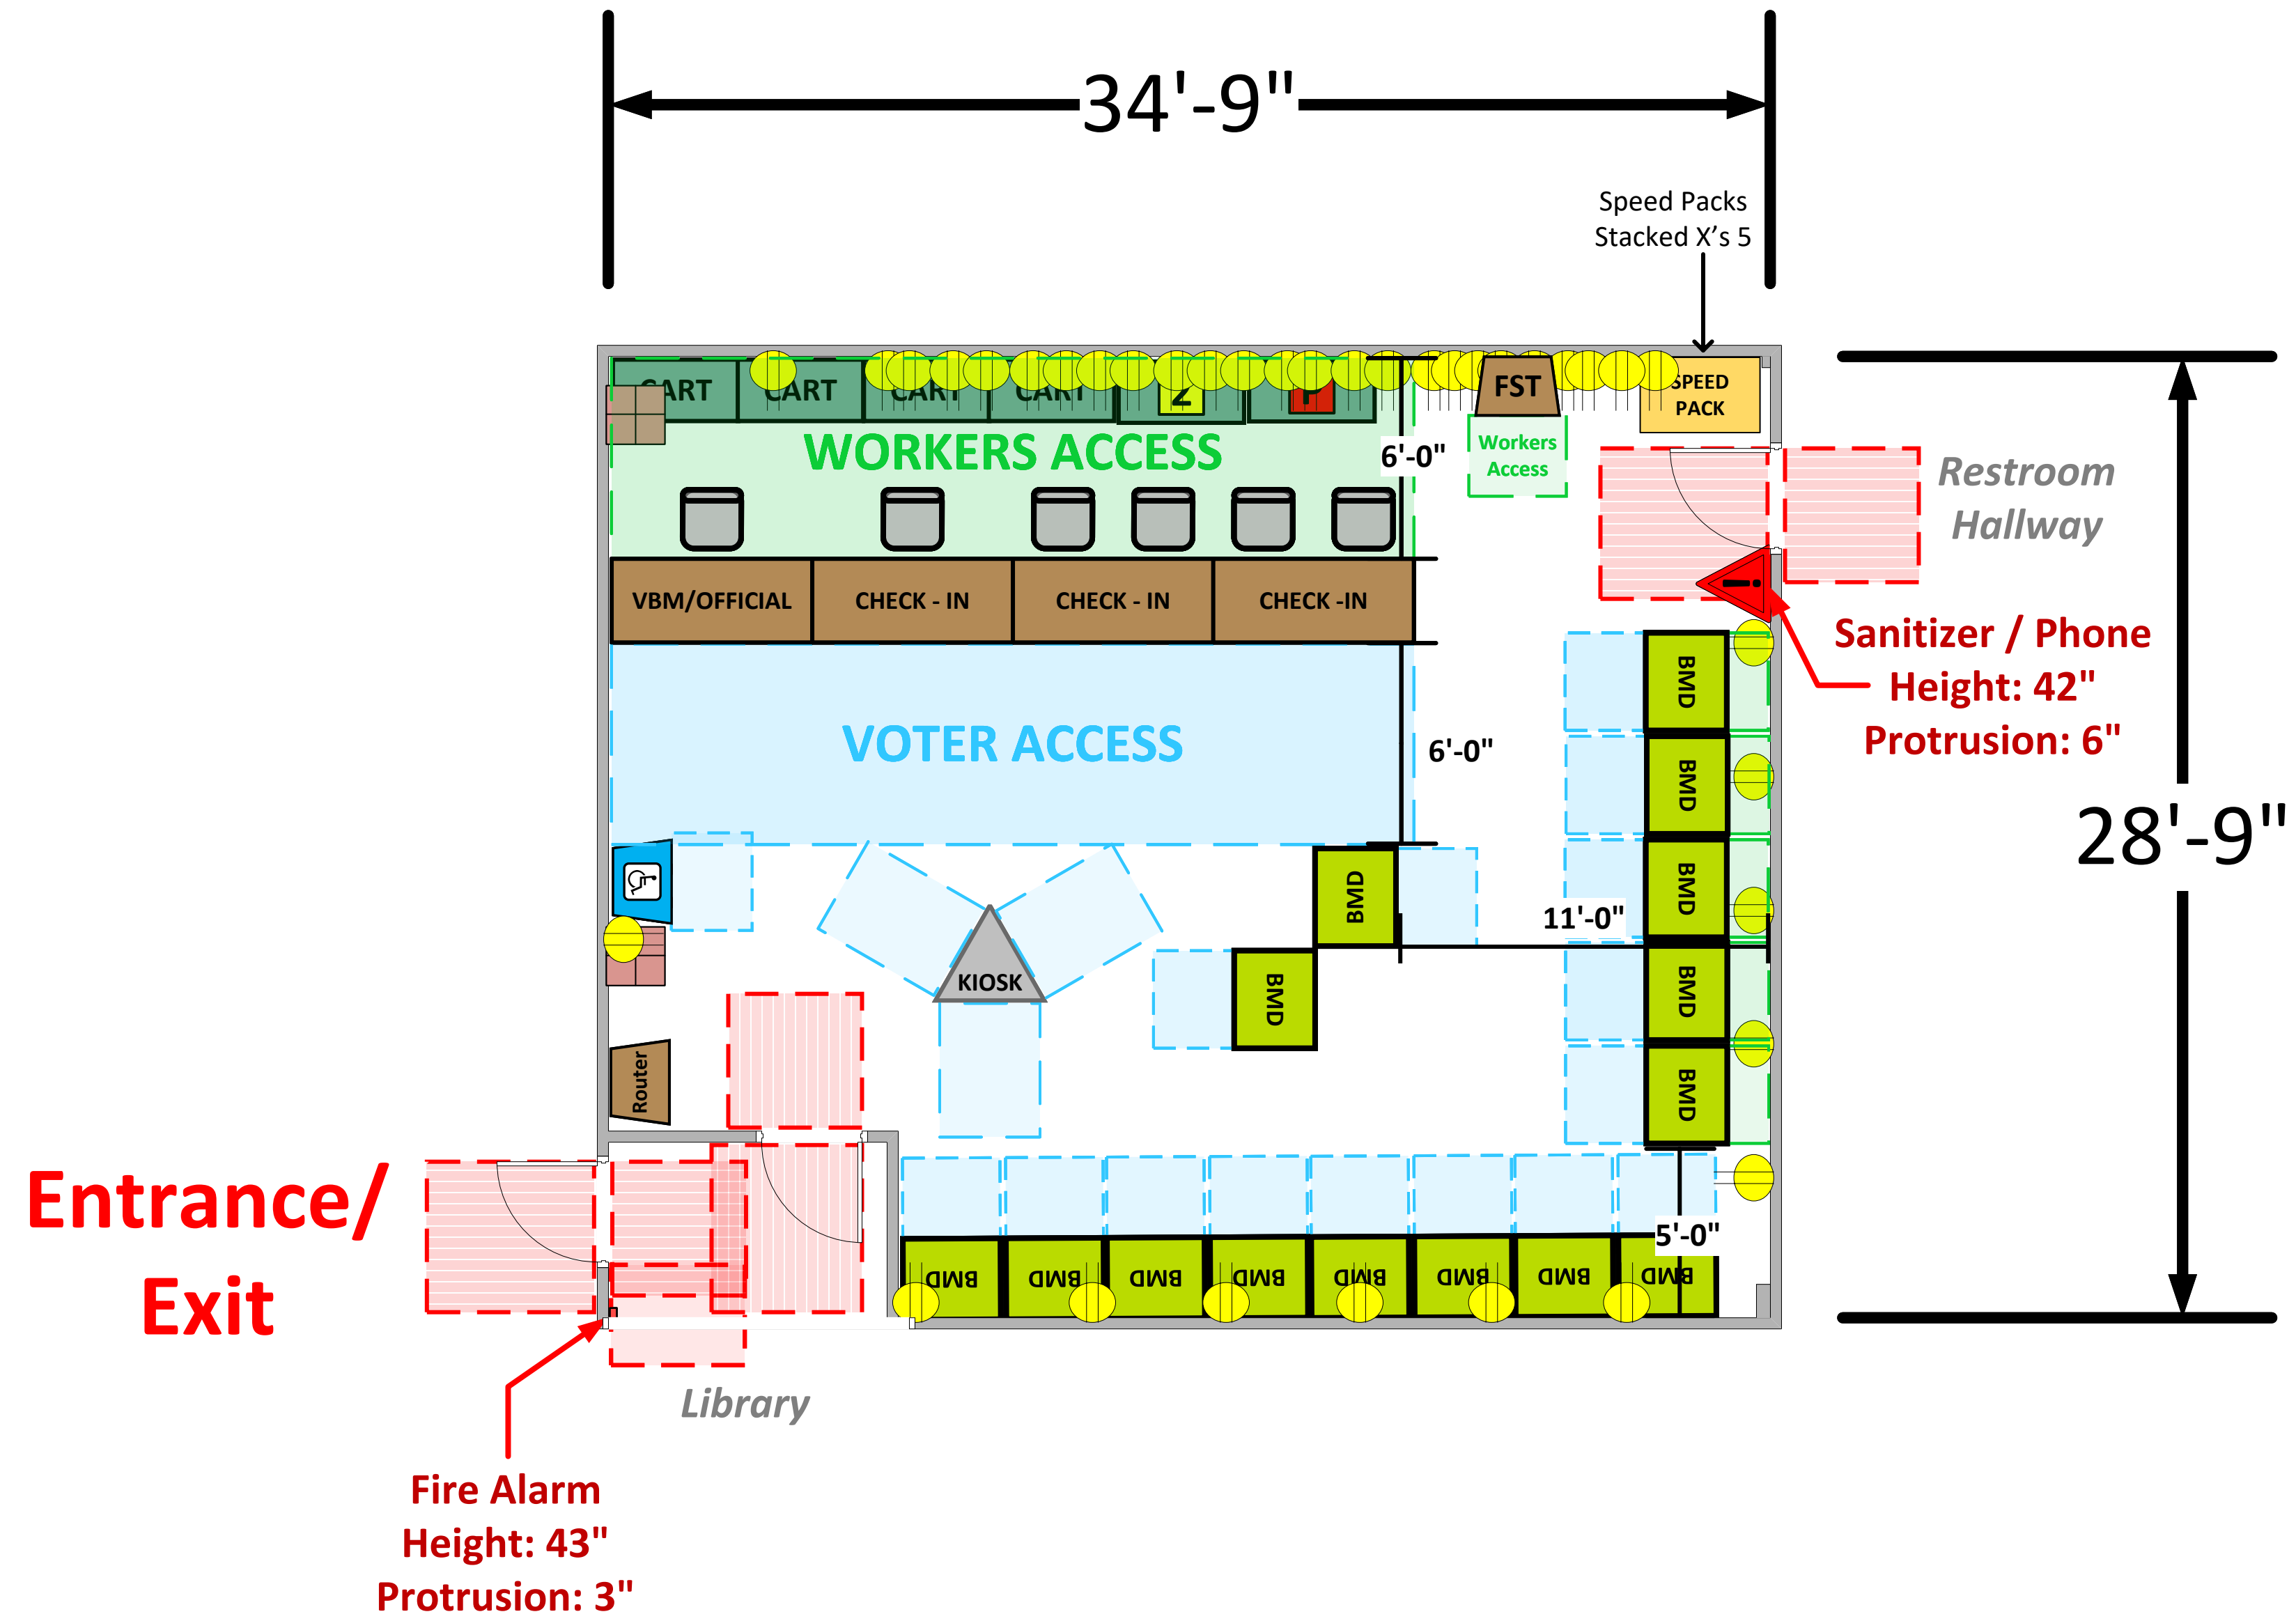 34'-9"
Speed Packs
Stacked X's 5
CART
CART
CART
CART
2
P
FST
SPEED
PACK
WORKERS ACCESS
6'-0"
Workers
Access
Restroom
Hallway
VBM/OFFICIAL
CHECK - IN
CHECK - IN
CHECK -IN
Sanitizer / Phone
Height: 42"
Protrusion: 6"
BMD
VOTER ACCESS
6'-0"
BMD
28'-9"
BMD
BMD
11'-0"
KIOSK
BMD
BMD
Router
BMD
Entrance/
Exit
5'-0"
BMD
BMD
BMD
BMD
BMD
BMD
BMD
BMD
Library
Fire Alarm
Height: 43"
Protrusion: 3"